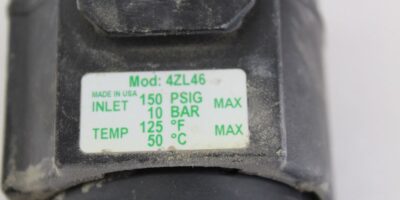 Mod: 4ZL46
MADE IN USA
INLET 150 PSIG MAX
10 BAR
TEMP 125 °F MAX
50 °C